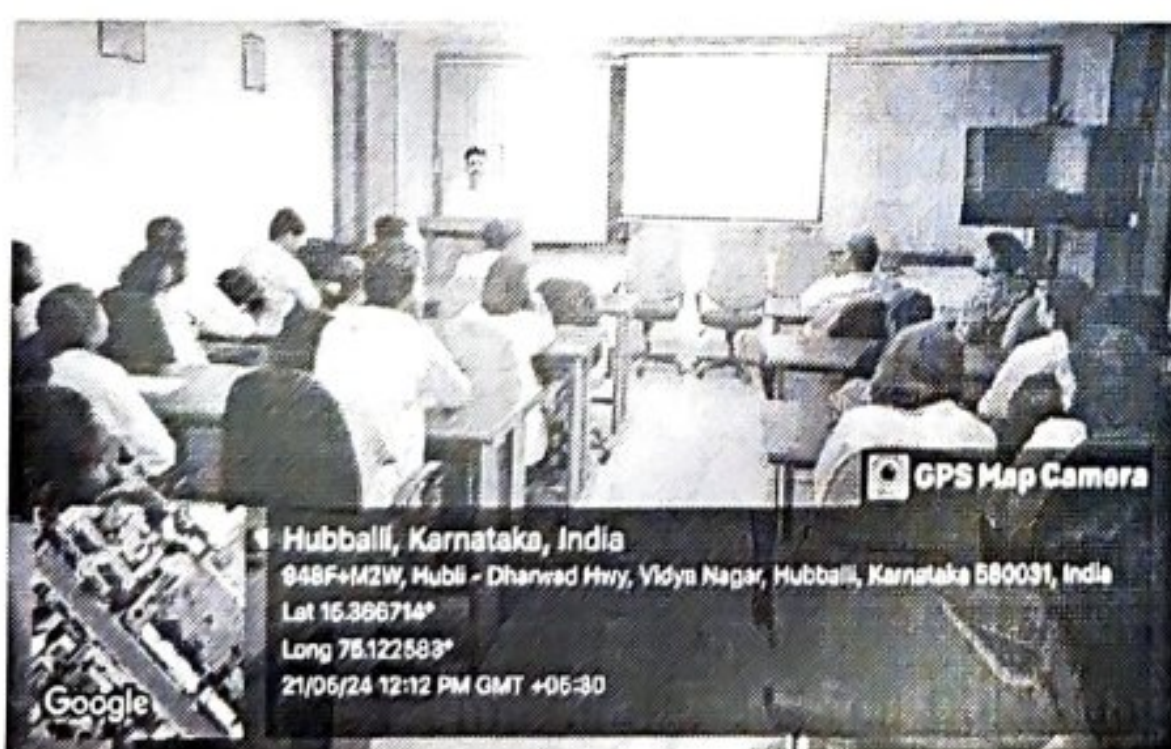 GPS Map Camera
Hubballi, Karnataka, India
948F+M2W, Hubli - Dharwad Hwy, Vidya Nagar, Hubballi, Karnataka 580031, India
Lat 15.366714°
Long 75.122583°
21/05/24 12:12 PM GMT +05:30
Google